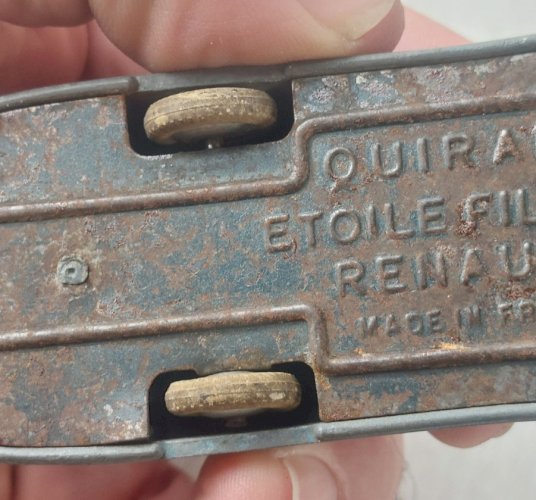 QUIRA
ETOILE FIL
RENAU
MADE IN FR